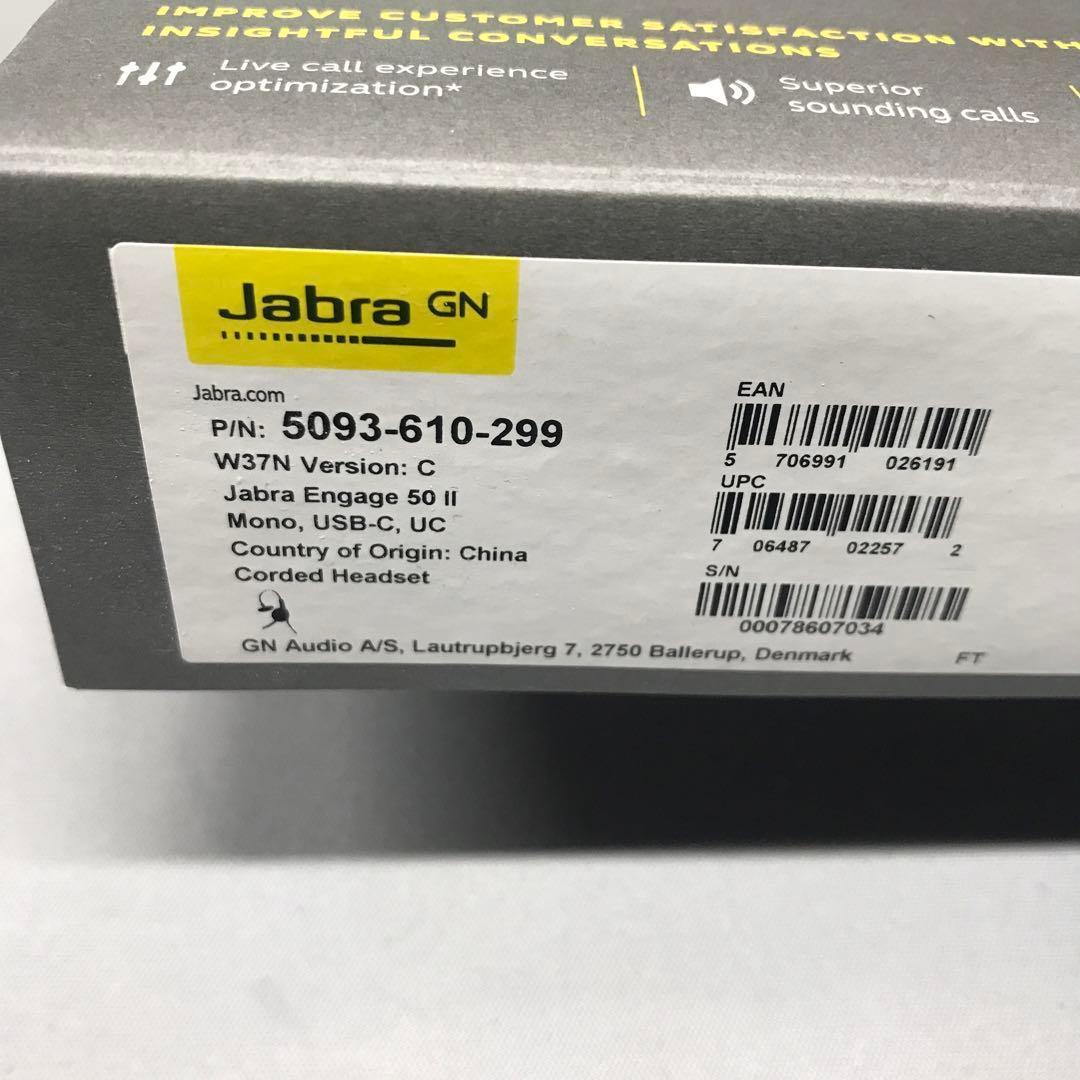 IMPROVE CUSTOMER SATISFACTION WITH
INSIGHTFUL CONVERSATIONS
Live call experience
optimization*
Superior
sounding calls
Jabra GN
Jabra.com
P/N: 5093-610-299
W37N Version: C
Jabra Engage 50 II
Mono, USB-C, UC
Country of Origin: China
Corded Headset
EAN
5 706991 026191
UPC
7 06487 02257 2
S/N
00078607034
GN Audio A/S, Lautrupbjerg 7, 2750 Ballerup, Denmark
FT